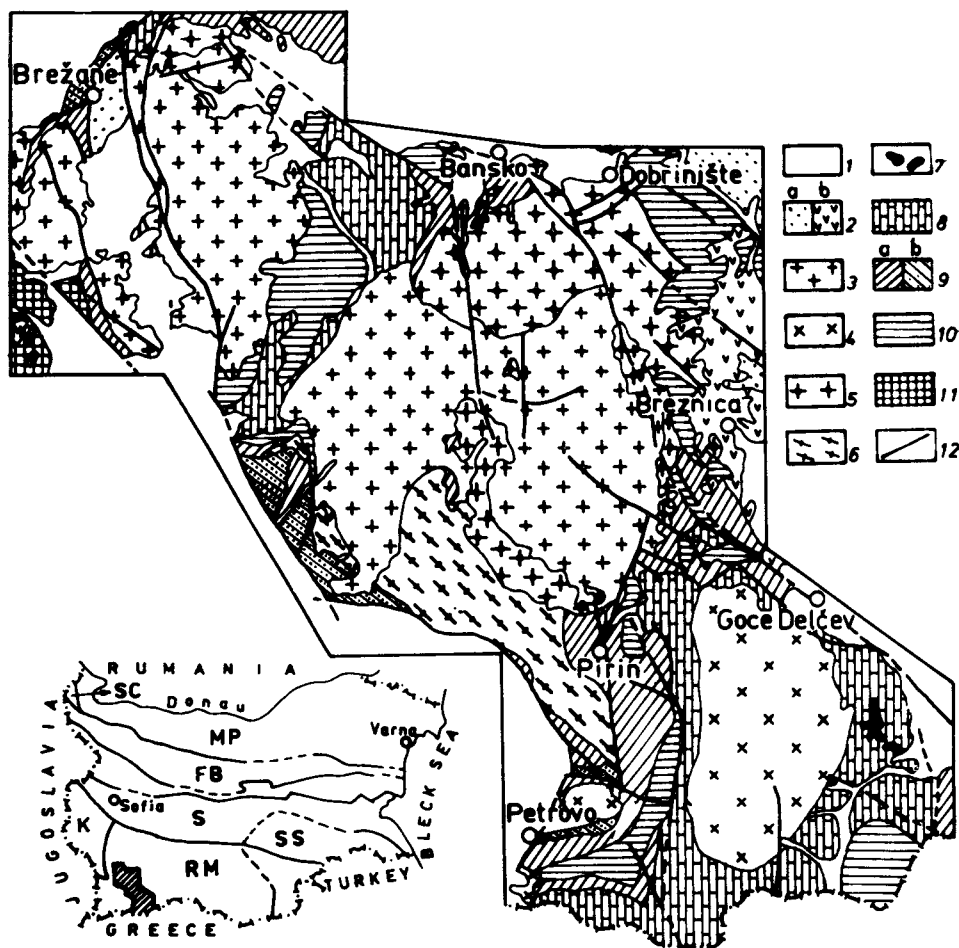 Brežane
Bansko
Dobrinište
Breznica
Goce Delčev
Pirin
Petrovo
1
7
a b
2
8
a b
3
9
4
10
5
11
6
12
RUMANIA
SC
Donau
MP
Varna
FB
JUGOSLAVIA
Sofia
S
K
SS
RM
TURKEY
BLECK SEA
GREECE